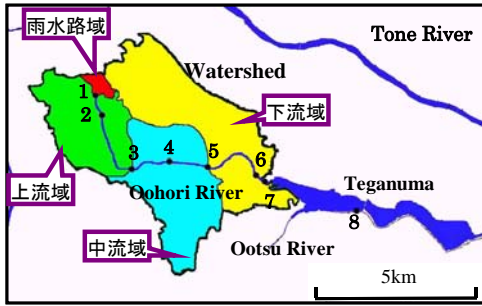 雨水路域
Tone River
Watershed
1
下流域
2
3
4
5
6
上流域
Oohori River
Teganuma
7
8
中流域
Ootsu River
5km